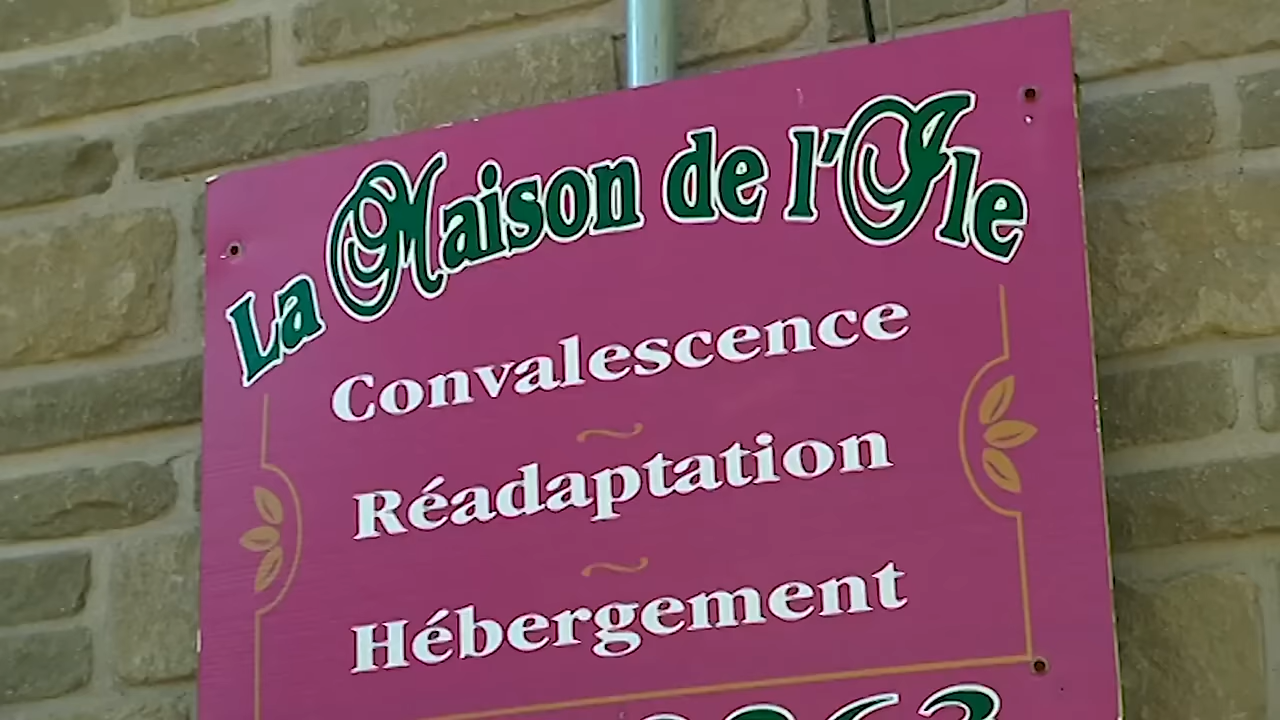 La Maison de l'Ile
Convalescence
Réadaptation
Hébergement